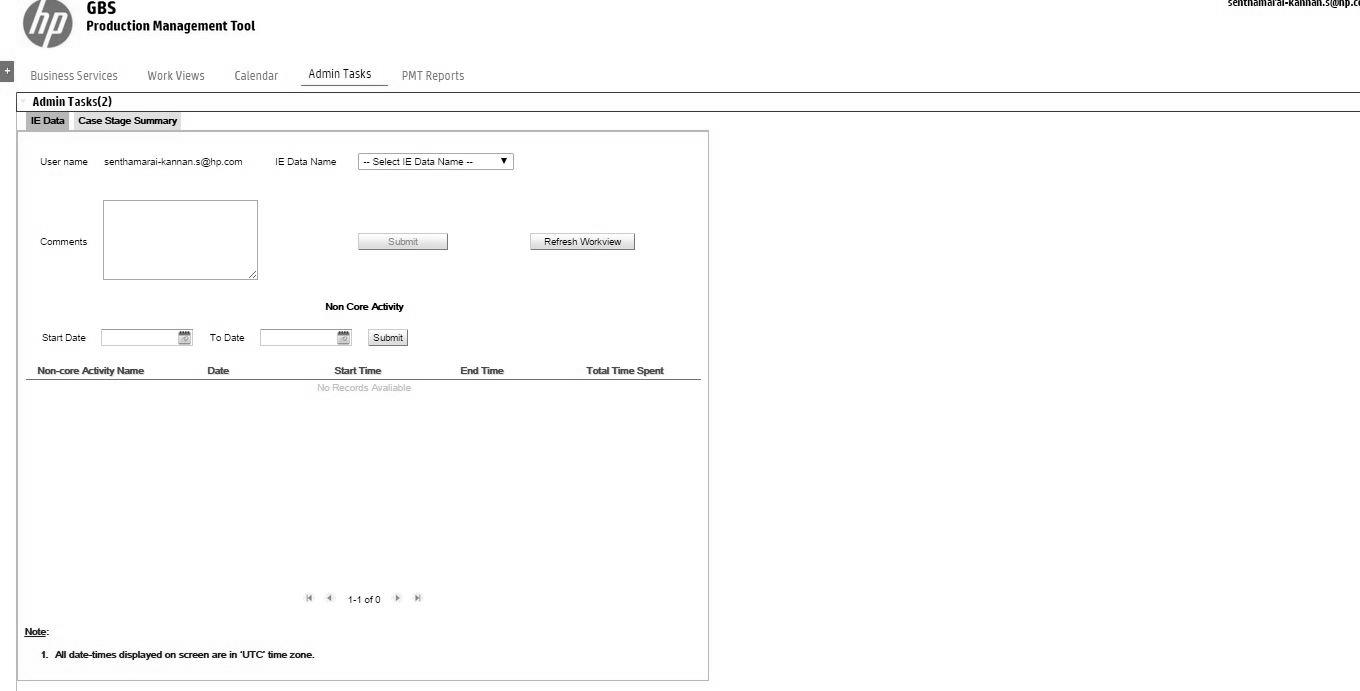 hp
GBS
Production Management Tool
senthamarai-kannan.s@hp.co
+
Business Services Work Views Calendar Admin Tasks PMT Reports
Admin Tasks(2)
IE Data Case Stage Summary
User name senthamarai-kannan.s@hp.com IE Data Name -- Select IE Data Name --
Comments Submit Refresh Workview
Non Core Activity
Start Date To Date Submit
Non-core Activity Name Date Start Time End Time Total Time Spent
No Records Avaliable
1-1 of 0
Note:
1. All date-times displayed on screen are in 'UTC' time zone.